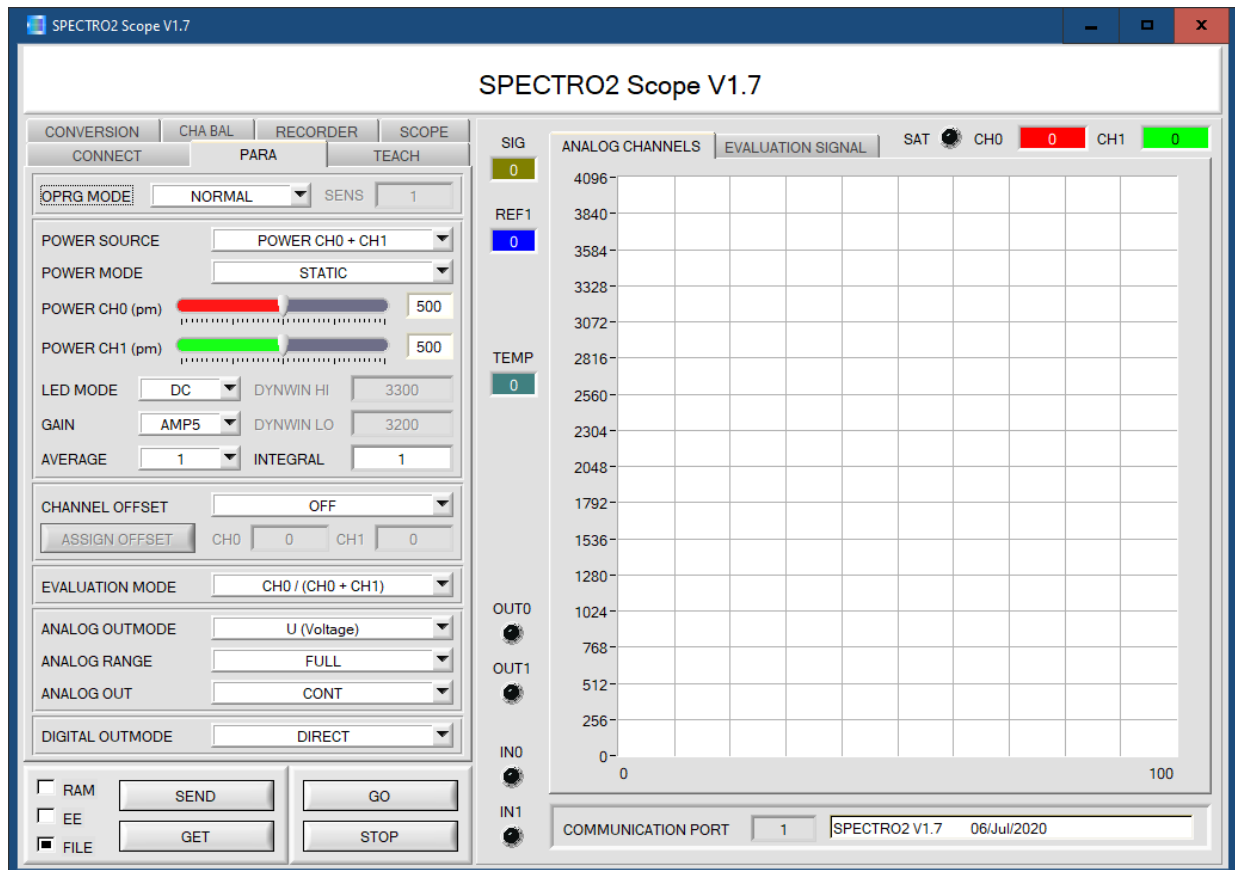 SPECTRO2 Scope V1.7
SPECTRO2 Scope V1.7
CONVERSION CHA BAL RECORDER SCOPE
CONNECT PARA TEACH
OPRG MODE NORMAL SENS 1
POWER SOURCE POWER CH0 + CH1
POWER MODE STATIC
POWER CH0 (pm) 500
POWER CH1 (pm) 500
LED MODE DC DYNWIN HI 3300
GAIN AMP5 DYNWIN LO 3200
AVERAGE 1 INTEGRAL 1
CHANNEL OFFSET OFF
ASSIGN OFFSET CH0 0 CH1 0
EVALUATION MODE CH0 / (CH0 + CH1)
ANALOG OUTMODE U (Voltage)
ANALOG RANGE FULL
ANALOG OUT CONT
DIGITAL OUTMODE DIRECT
RAM
EE
FILE
SEND
GET
GO
STOP
SIG
0
REF1
0
TEMP
0
OUT0
OUT1
IN0
IN1
ANALOG CHANNELS EVALUATION SIGNAL SAT CH0 0 CH1 0
4096
3840
3584
3328
3072
2816
2560
2304
2048
1792
1536
1280
1024
768
512
256
0
0 100
COMMUNICATION PORT 1 SPECTRO2 V1.7 06/Jul/2020